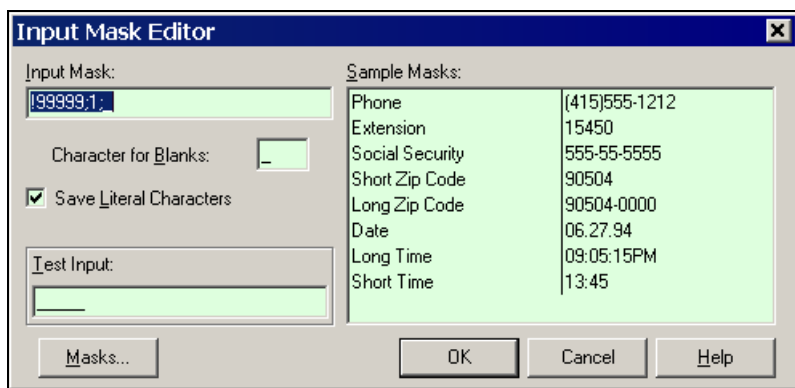 Input Mask Editor
Input Mask:
!99999;1;_
Character for Blanks: _
Save Literal Characters
Test Input:
_____
Masks...
Sample Masks:
Phone (415)555-1212
Extension 15450
Social Security 555-55-5555
Short Zip Code 90504
Long Zip Code 90504-0000
Date 06.27.94
Long Time 09:05:15PM
Short Time 13:45
OK Cancel Help